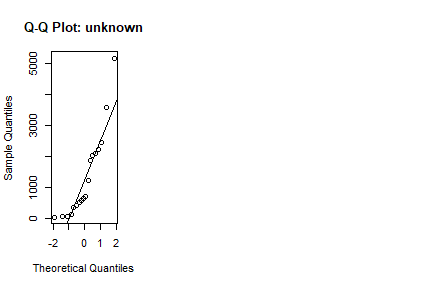 Q-Q Plot: unknown
Sample Quantiles
5000
3000
1000
0
-2 0 1 2
Theoretical Quantiles